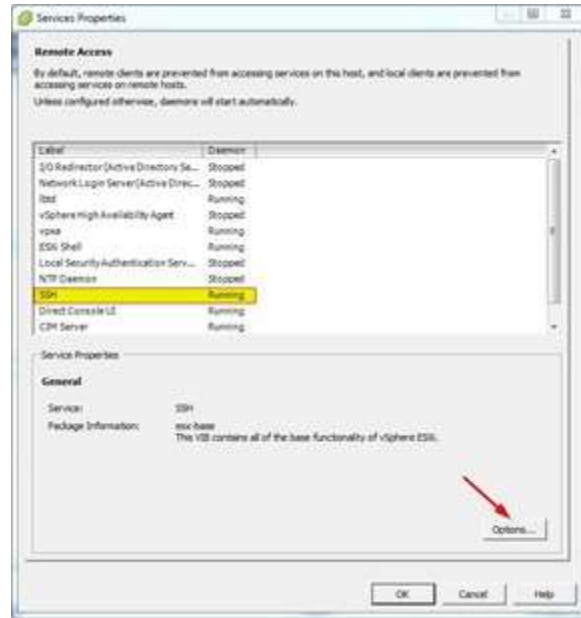 Services Properties
Remote Access
By default, remote clients are prevented from accessing services on this host, and local clients are prevented from
accessing services on remote hosts.
Unless configured otherwise, daemons will start automatically.
Label Daemon
I/O Redirector (Active Directory Se... Stopped
Network Login Server (Active Direc... Stopped
lbtd Running
vSphere High Availability Agent Stopped
vpxa Running
ESXi Shell Running
Local Security Authentication Serv... Stopped
NTP Daemon Stopped
SSH Running
Direct Console UI Running
CIM Server Running
Service Properties
General
Service: SSH
Package Information: esx-base
This VIB contains all of the base functionality of vSphere ESXi.
Options...
OK Cancel Help